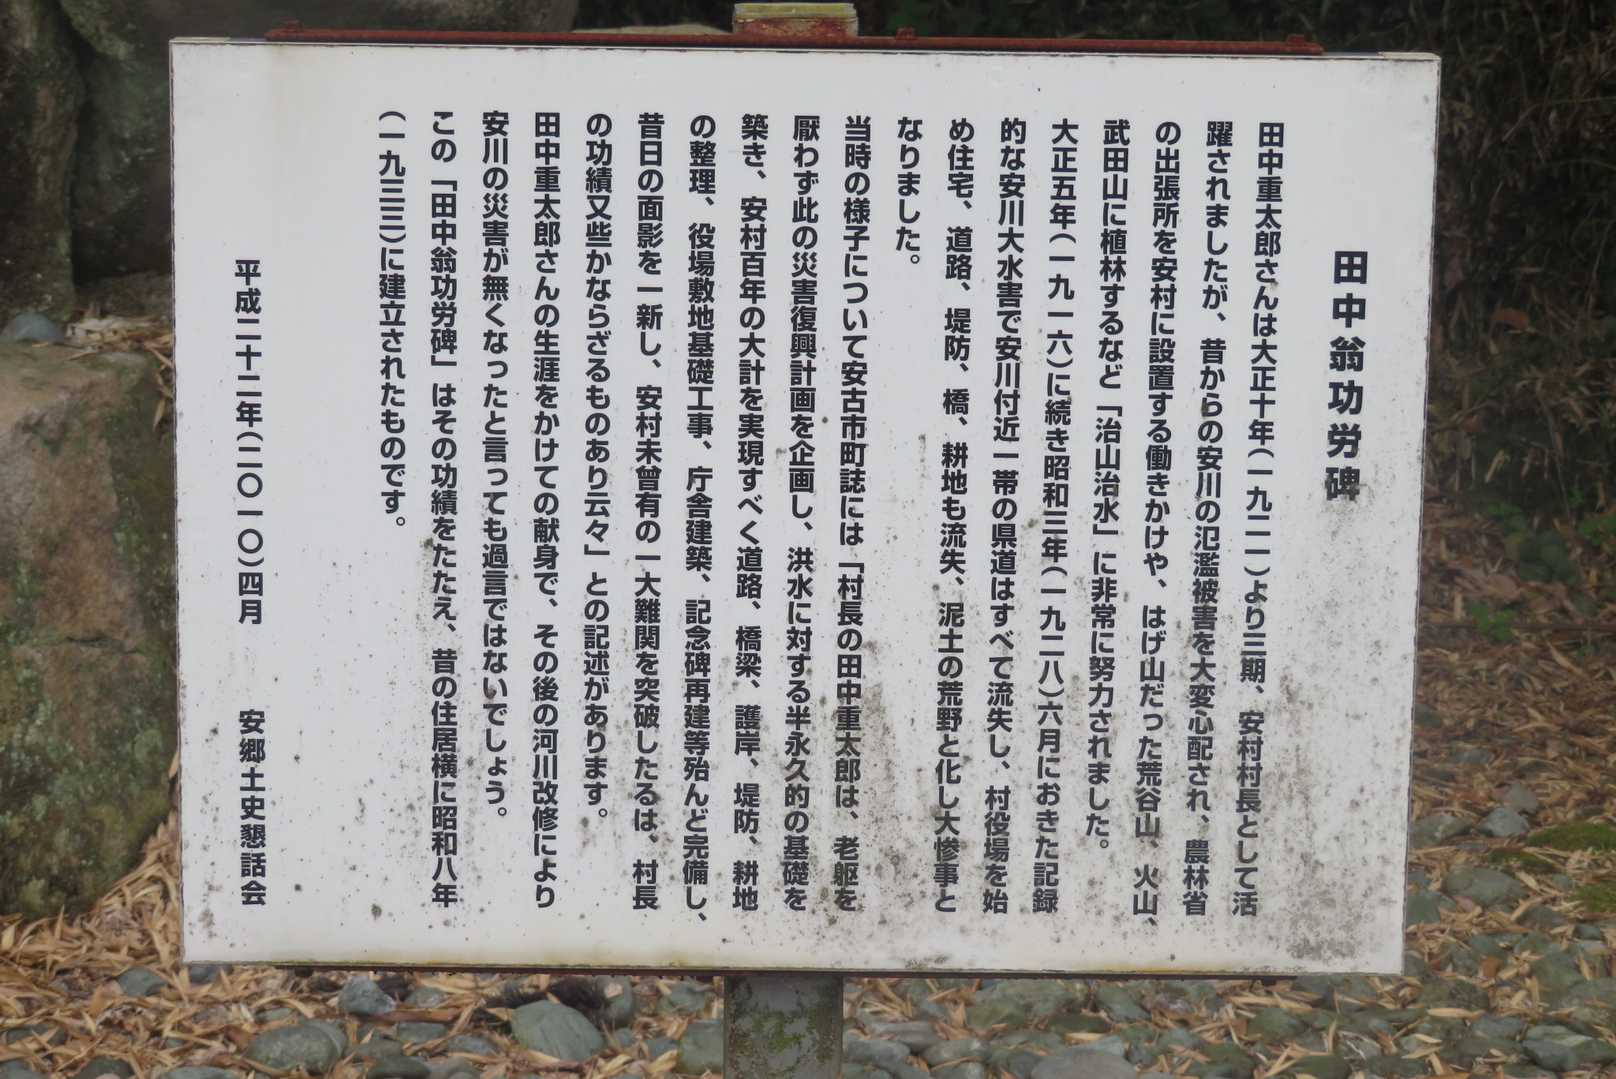 田中翁功労碑
田中重太郎さんは大正十年(一九二一)より三期、安村村長として活
躍されましたが、昔からの安川の氾濫被害を大変心配され、農林省
の出張所を安村に設置する働きかけや、はげ山だった荒谷山、火山、
武田山に植林するなど「治山治水」に非常に努力されました。
大正五年(一九一六)に続き昭和三年(一九二八)六月におきた記録
的な安川大水害で安川付近一帯の県道はすべて流失し、村役場を始
め住宅、道路、堤防、橋、耕地も流失、泥土の荒野と化し大惨事と
なりました。
当時の様子について安古市町誌には「村長の田中重太郎は、老躯を
厭わず此の災害復興計画を企画し、洪水に対する半永久的の基礎を
築き、安村百年の大計を実現すべく道路、橋梁、護岸、堤防、耕地
の整理、役場敷地基礎工事、庁舎建築、記念碑再建等殆んど完備し、
昔日の面影を一新し、安村未曾有の一大難関を突破したるは、村長
の功績又些かならざるものあり云々」との記述があります。
田中重太郎さんの生涯をかけての献身で、その後の河川改修により
安川の災害が無くなったと言っても過言ではないでしょう。
この「田中翁功労碑」はその功績をたたえ、昔の住居横に昭和八年
(一九三三)に建立されたものです。
平成二十二年(二〇一〇)四月　安郷土史懇話会